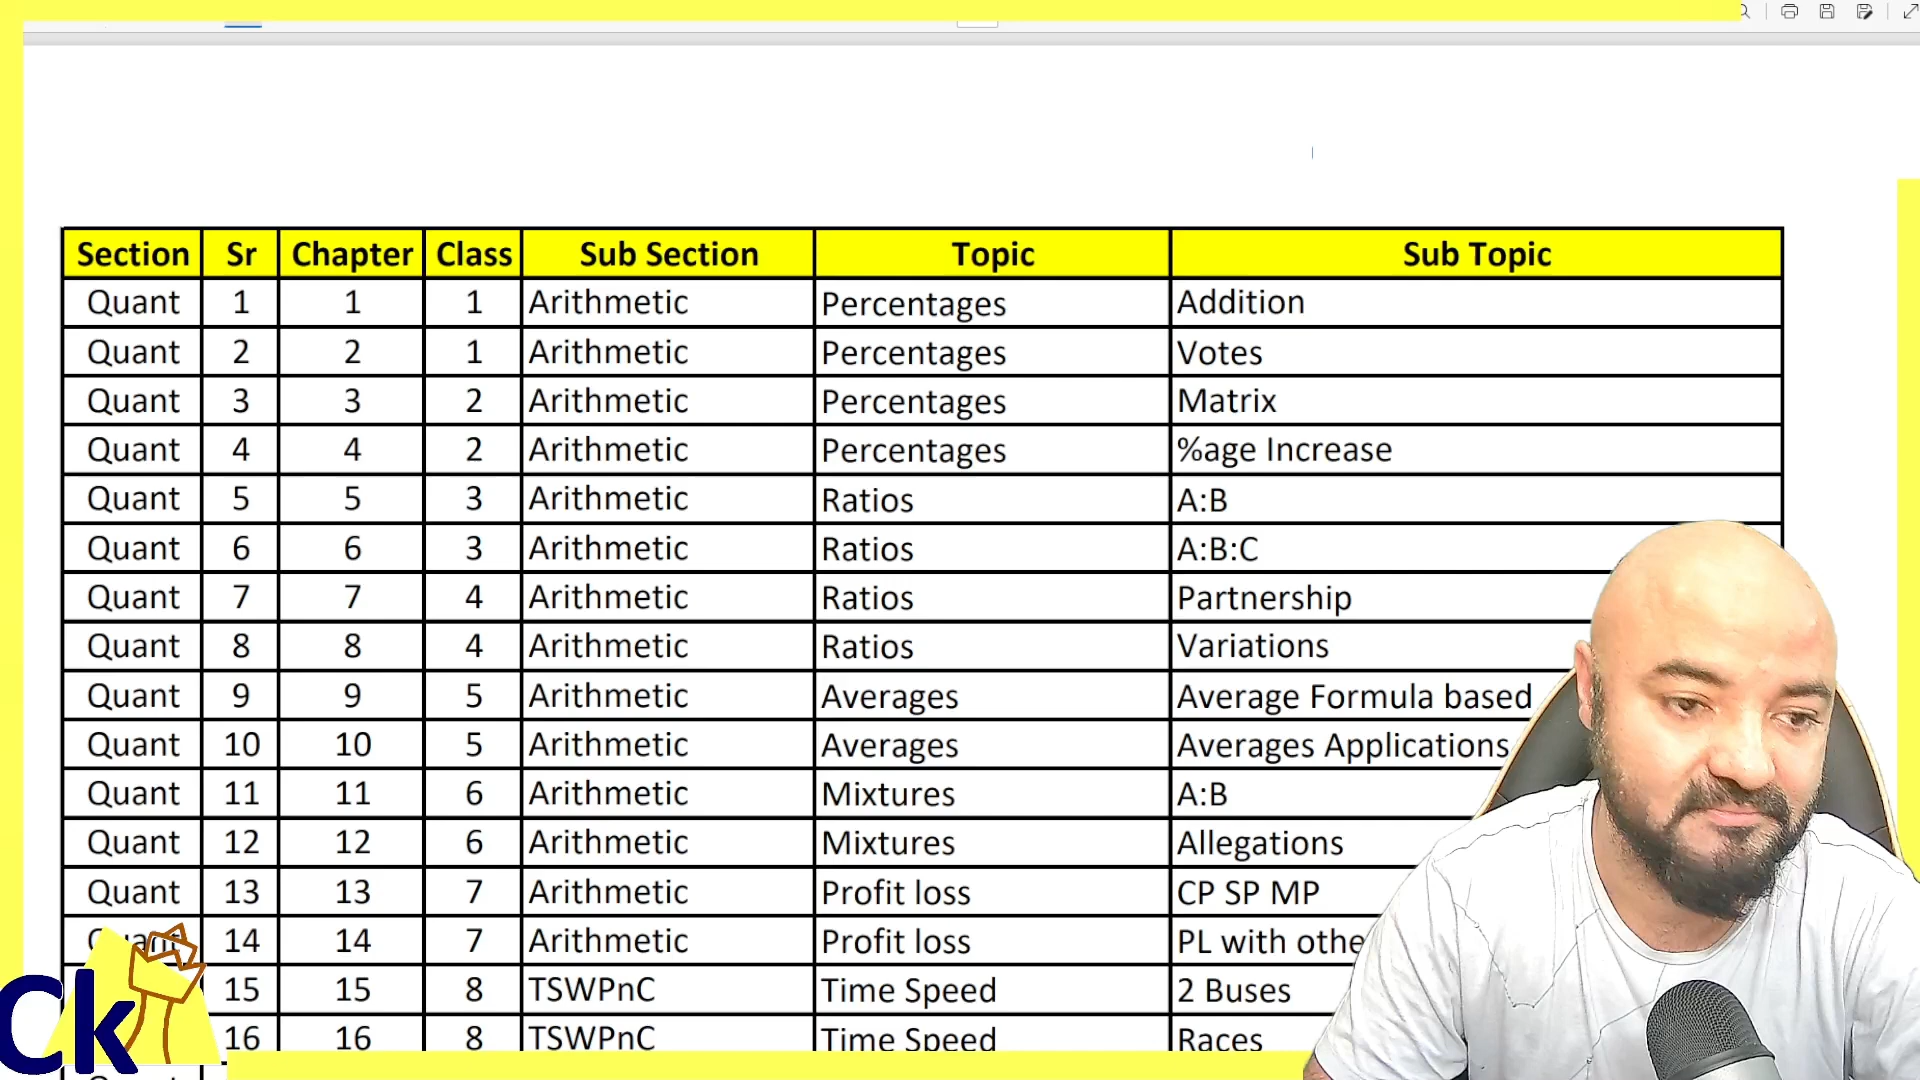 Section Sr Chapter Class Sub Section Topic Sub Topic
Quant 1 1 1 Arithmetic Percentages Addition
Quant 2 2 1 Arithmetic Percentages Votes
Quant 3 3 2 Arithmetic Percentages Matrix
Quant 4 4 2 Arithmetic Percentages %age Increase
Quant 5 5 3 Arithmetic Ratios A:B
Quant 6 6 3 Arithmetic Ratios A:B:C
Quant 7 7 4 Arithmetic Ratios Partnership
Quant 8 8 4 Arithmetic Ratios Variations
Quant 9 9 5 Arithmetic Averages Average Formula based
Quant 10 10 5 Arithmetic Averages Averages Applications
Quant 11 11 6 Arithmetic Mixtures A:B
Quant 12 12 6 Arithmetic Mixtures Allegations
Quant 13 13 7 Arithmetic Profit loss CP SP MP
14 14 7 Arithmetic Profit loss PL with
15 15 8 TSWPnC Time Speed 2 Buses
16 16 8 TSWPnC Time Speed Races
Ck